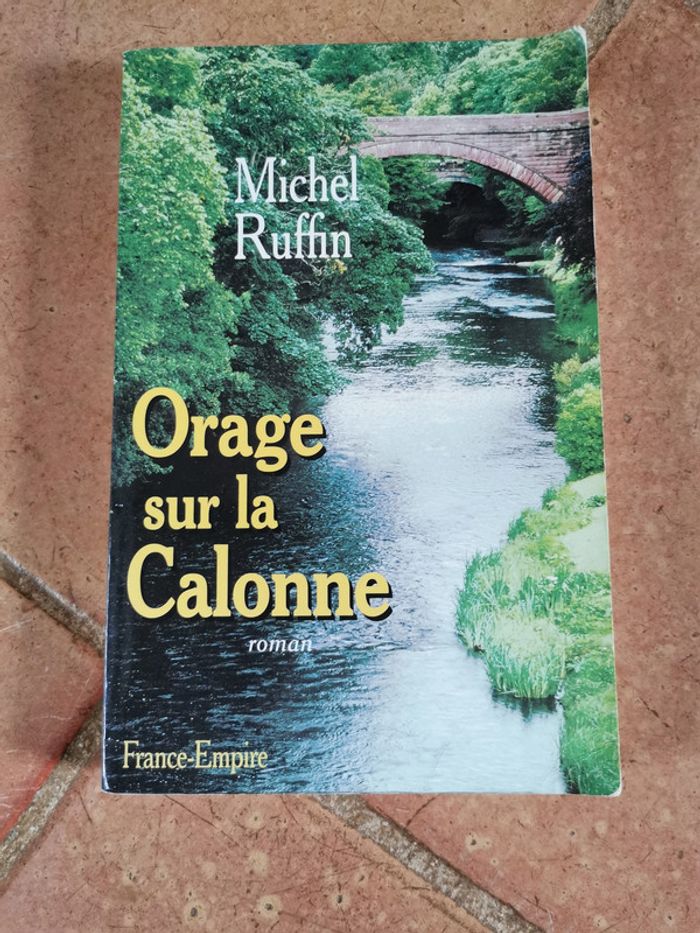 Michel
Ruffin
Orage
sur la
Calonne
roman
France-Empire